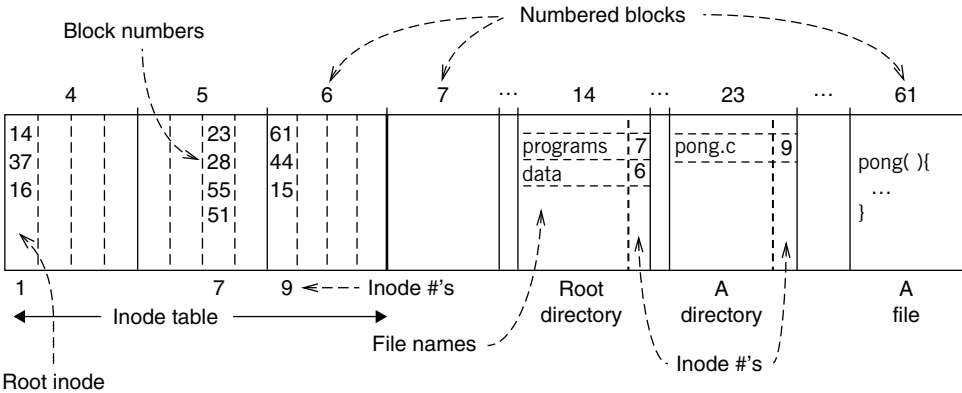 Numbered blocks
Block numbers
4 5 6 7 ... 14 ... 23 ... 61
14 23 61 programs 7 pong.c 9
37 28 44 data 6 pong( ){
16 55 15 ...
51 }
1 7 9 Inode #'s Root A A
Inode table directory directory file
File names Inode #'s
Root inode